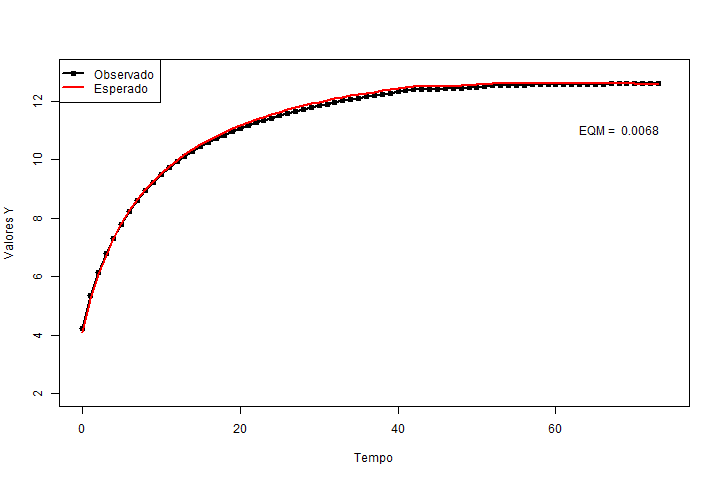 Observado
Esperado
EQM = 0.0068
Valores Y
12
10
8
6
4
2
0 20 40 60
Tempo